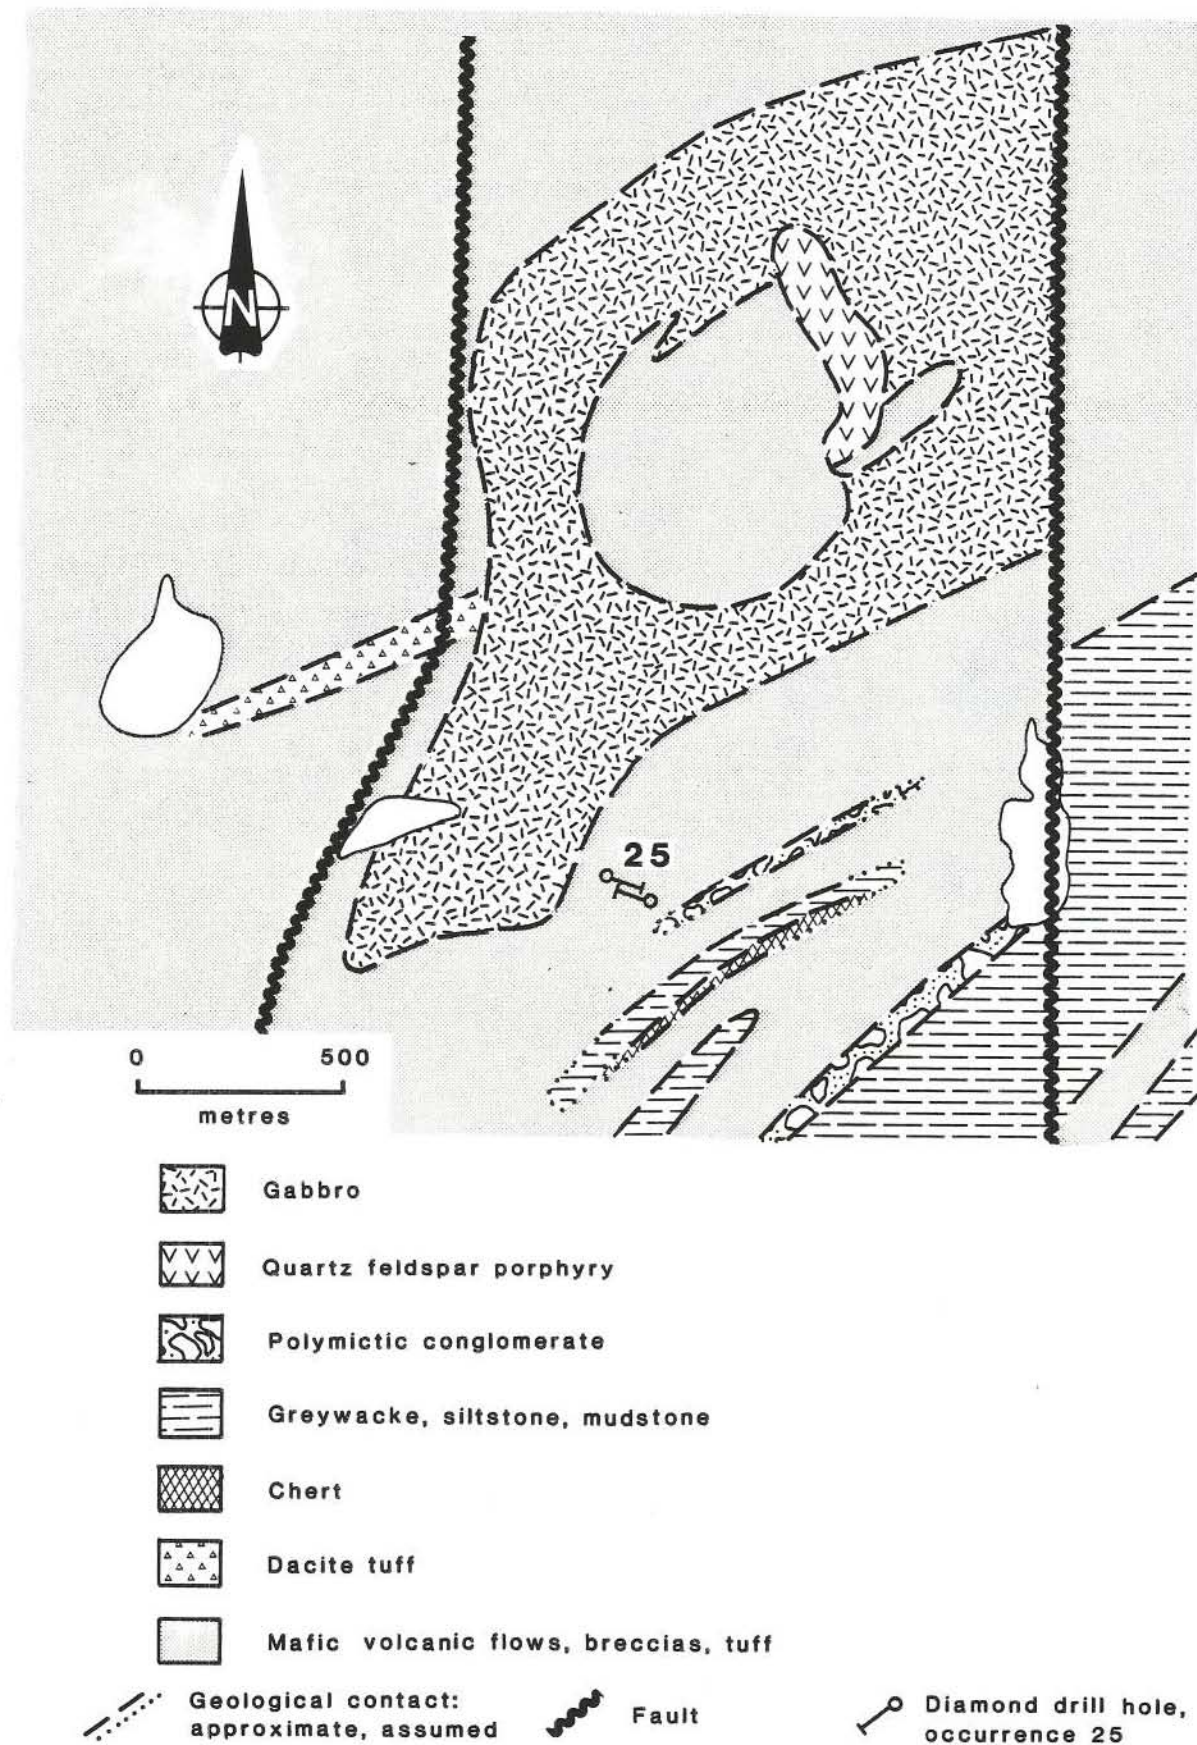 N
25
0 500
metres
Gabbro
Quartz feldspar porphyry
Polymictic conglomerate
Greywacke, siltstone, mudstone
Chert
Dacite tuff
Mafic volcanic flows, breccias, tuff
Geological contact:
approximate, assumed
Fault
Diamond drill hole,
occurrence 25